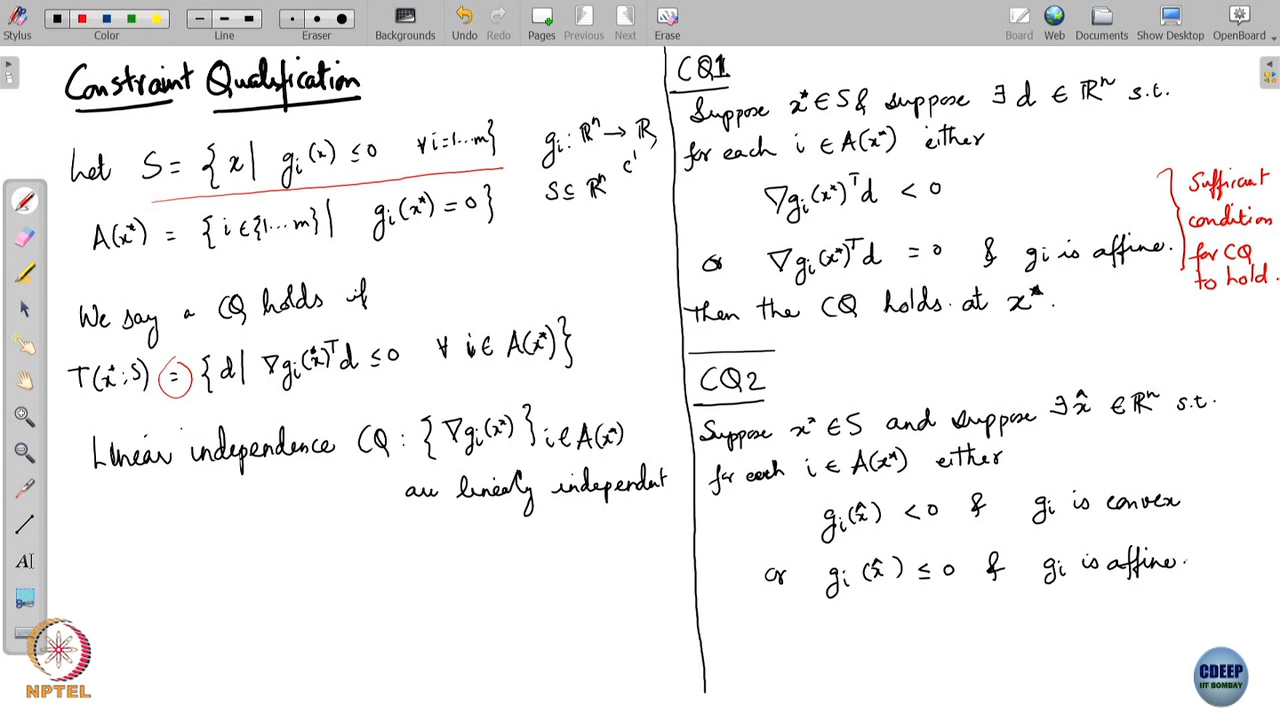 Stylus
Color
Line
Eraser
Backgrounds
Undo
Redo
Pages
Previous
Next
Erase
Board
Web
Documents
Show Desktop
OpenBoard
Constraint Qualification
Let S = { x | gi(x) ≤ 0 ∀ i=1...m} gi : ℝⁿ → ℝ,
S ⊆ ℝⁿ C¹
A(x*) = { i ∈ {1...m} | gi(x*) = 0 }
We say a CQ holds if
T(x*; S) = { d | ∇gi(x*)ᵀd ≤ 0 ∀ i ∈ A(x*) }
Linear independence CQ : { ∇gi(x*) } i ∈ A(x*)
are linearly independent
CQ1
Suppose x* ∈ S & suppose ∃ d ∈ ℝⁿ s.t.
for each i ∈ A(x*) either
∇gi(x*)ᵀd < 0
or ∇gi(x*)ᵀd = 0 & gi is affine.
then the CQ holds at x*.
Sufficient
condition
for CQ
to hold.
CQ2
Suppose x* ∈ S and suppose ∃ x̂ ∈ ℝⁿ s.t.
for each i ∈ A(x*) either
gi(x̂) < 0 & gi is convex
or gi(x̂) ≤ 0 & gi is affine.
NPTEL
CDEEP
IIT BOMBAY